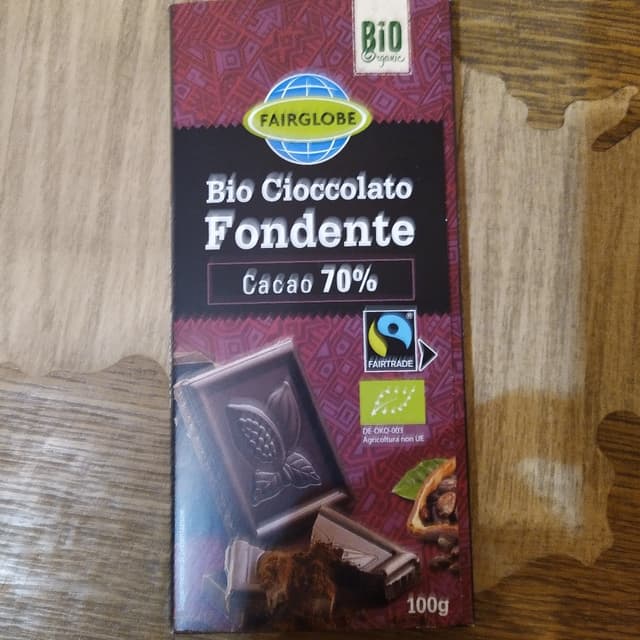 BiO
Organic
FAIRGLOBE
Bio Cioccolato
Fondente
Cacao 70%
®
FAIRTRADE
DE-ÖKO-003
Agricoltura non UE
100g